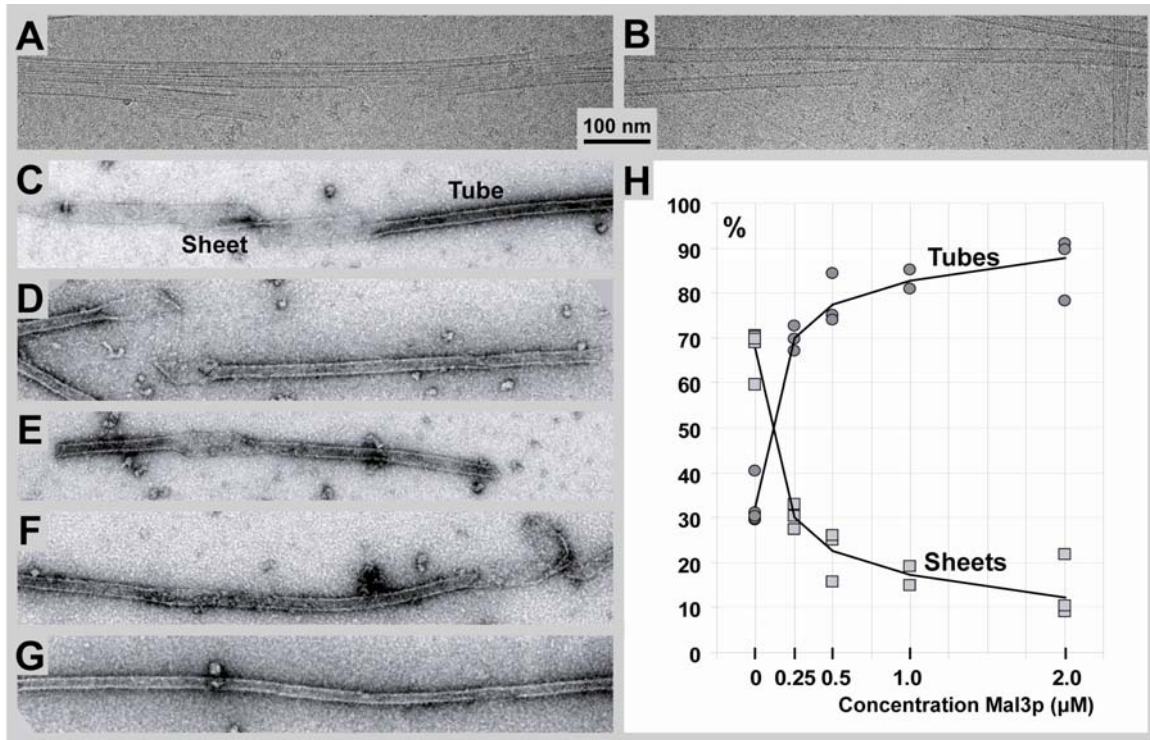 A
B
100 nm
C
Tube
Sheet
D
E
F
G
H
%
100
90
80
70
60
50
40
30
20
10
0
Tubes
Sheets
0 0.25 0.5 1.0 2.0
Concentration Mal3p (µM)